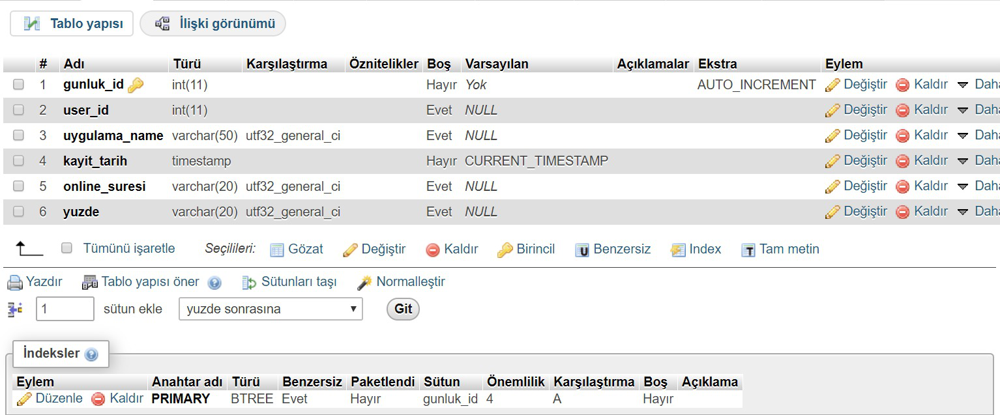 Tablo yapısı İlişki görünümü
# Adı Türü Karşılaştırma Öznitelikler Boş Varsayılan Açıklamalar Ekstra Eylem
1 gunluk_id int(11) Hayır Yok AUTO_INCREMENT Değiştir Kaldır Daha
2 user_id int(11) Evet NULL Değiştir Kaldır Daha
3 uygulama_name varchar(50) utf32_general_ci Evet NULL Değiştir Kaldır Daha
4 kayit_tarih timestamp Hayır CURRENT_TIMESTAMP Değiştir Kaldır Daha
5 online_suresi varchar(20) utf32_general_ci Evet NULL Değiştir Kaldır Daha
6 yuzde varchar(20) utf32_general_ci Evet NULL Değiştir Kaldır Daha
Tümünü işaretle Seçilileri: Gözat Değiştir Kaldır Birincil Benzersiz Index Tam metin
Yazdır Tablo yapısı öner Sütunları taşı Normalleştir
1 sütun ekle yuzde sonrasına Git
İndeksler
Eylem Anahtar adı Türü Benzersiz Paketlendi Sütun Önemlilik Karşılaştırma Boş Açıklama
Düzenle Kaldır PRIMARY BTREE Evet Hayır gunluk_id 4 A Hayır